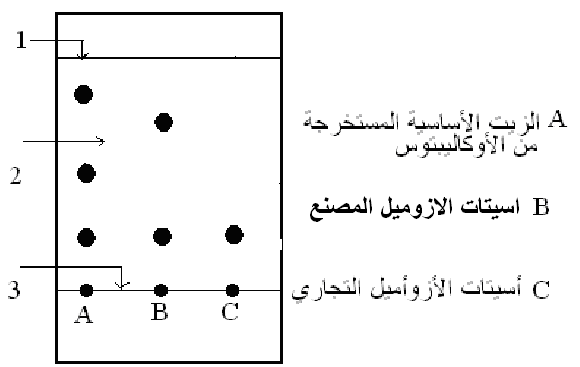 1
2
3
A B C
A الزيت الأساسية المستخرجة
من الأوكاليبتوس
B اسيتات الازوميل المصنع
C أسيتات الأزوأميل التجاري